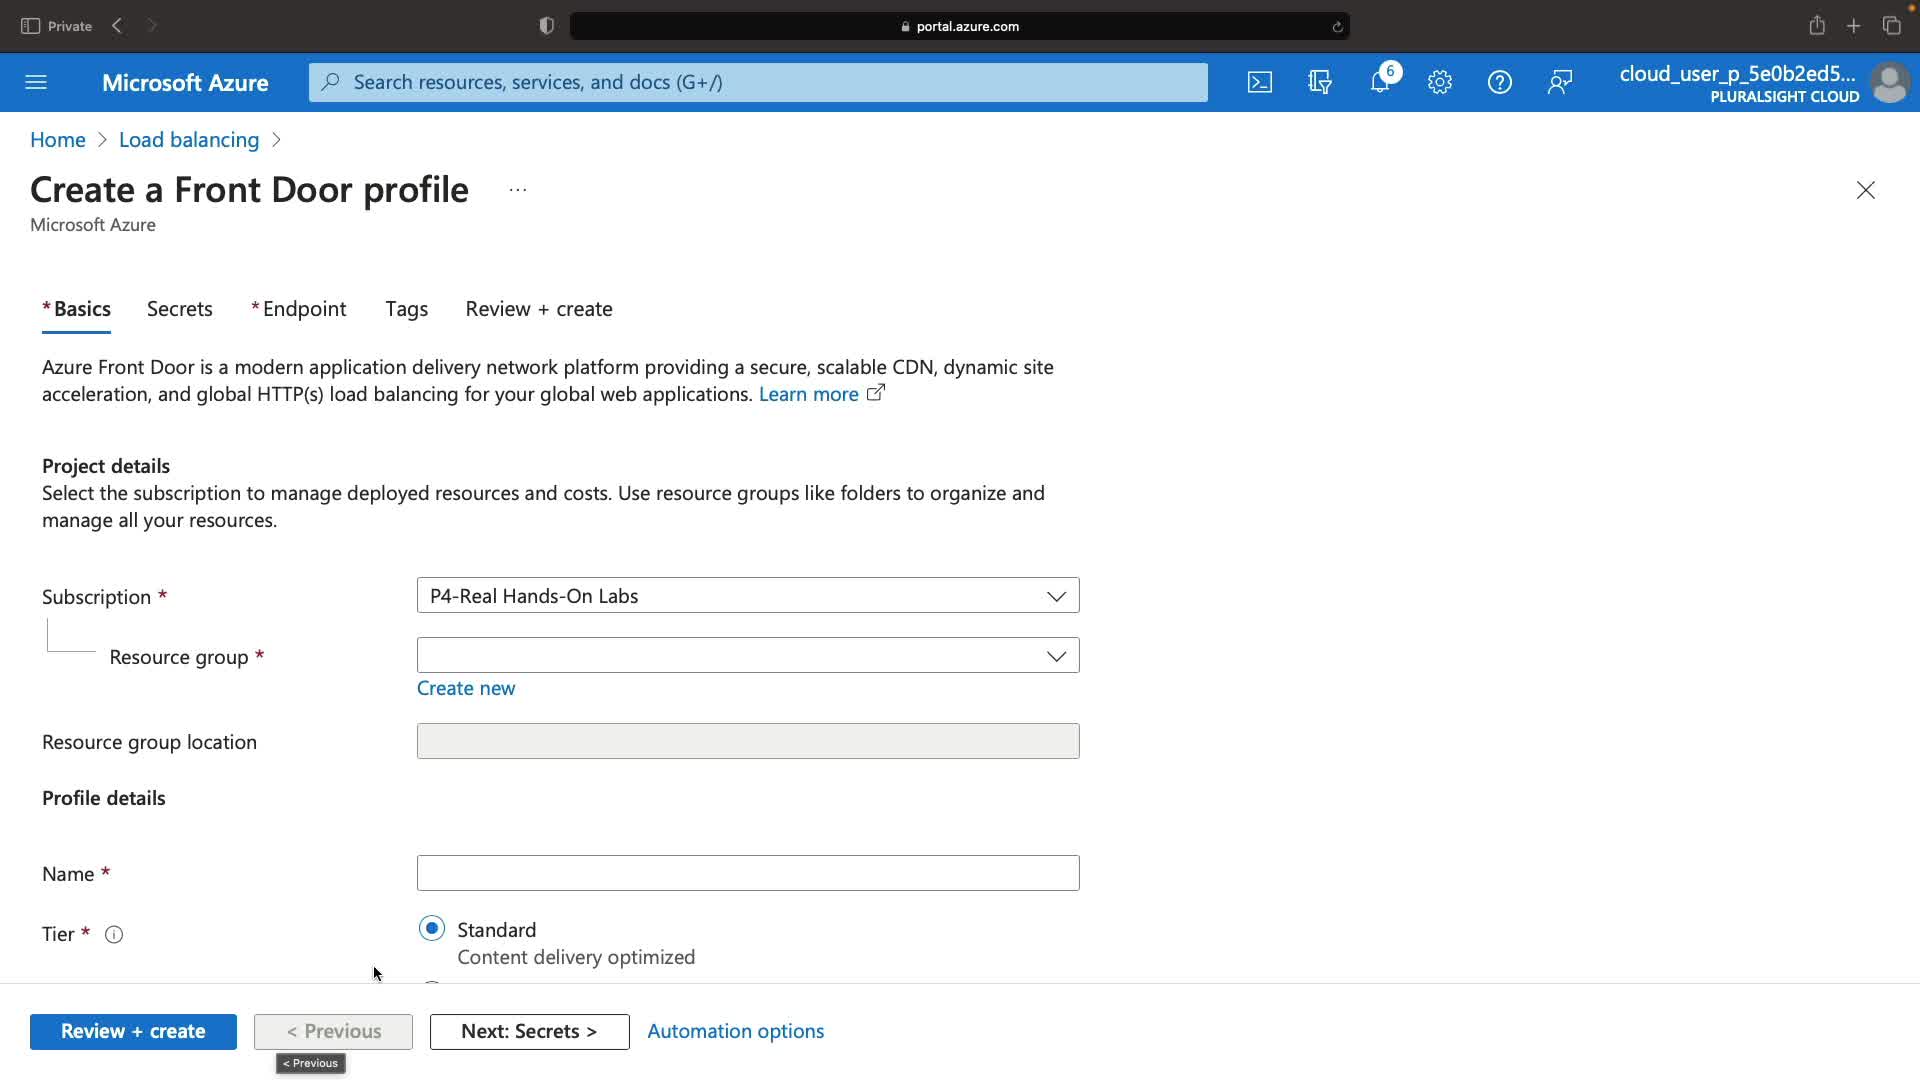 Private
portal.azure.com
Microsoft Azure
Search resources, services, and docs (G+/)
6
cloud_user_p_5e0b2ed5...
PLURALSIGHT CLOUD
Home > Load balancing >
Create a Front Door profile ...
Microsoft Azure
* Basics Secrets * Endpoint Tags Review + create
Azure Front Door is a modern application delivery network platform providing a secure, scalable CDN, dynamic site
acceleration, and global HTTP(s) load balancing for your global web applications. Learn more
Project details
Select the subscription to manage deployed resources and costs. Use resource groups like folders to organize and
manage all your resources.
Subscription *
P4-Real Hands-On Labs
Resource group *
Create new
Resource group location
Profile details
Name *
Tier *
Standard
Content delivery optimized
Review + create
< Previous
Next: Secrets >
Automation options
< Previous